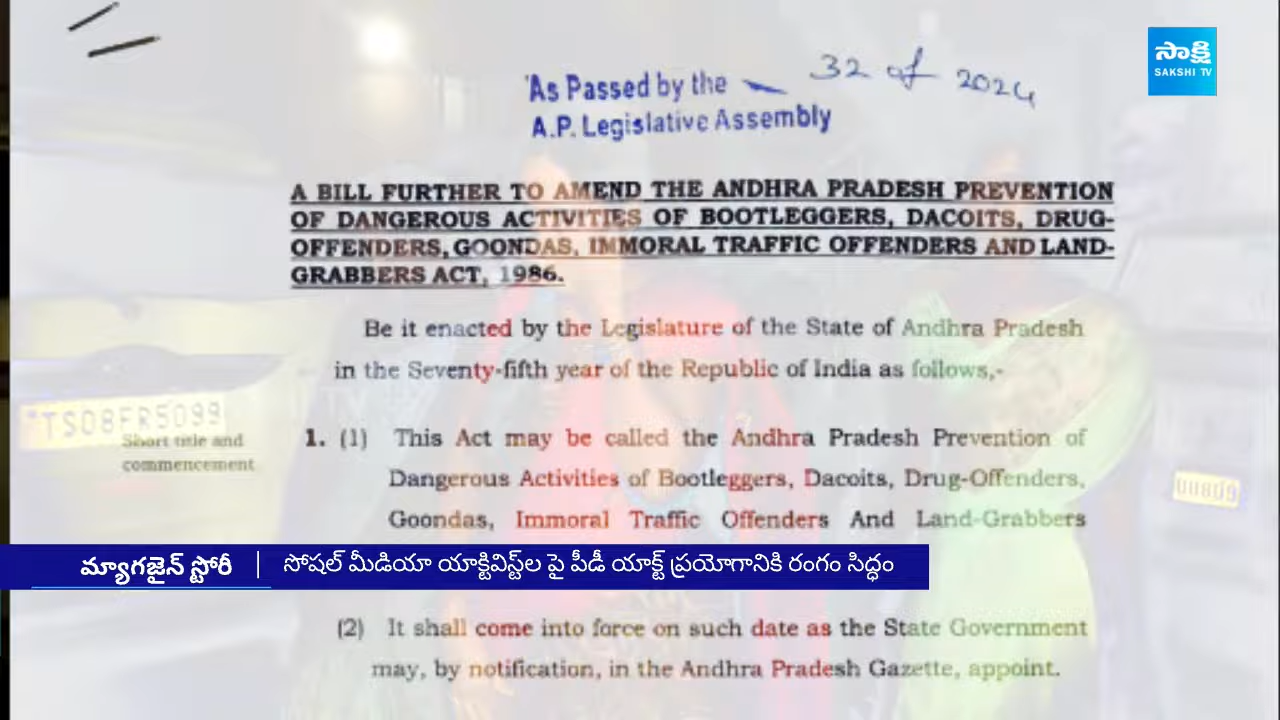 సాక్షి
SAKSHI TV
As Passed by the
A.P. Legislative Assembly
32 of 2024
A BILL FURTHER TO AMEND THE ANDHRA PRADESH PREVENTION
OF DANGEROUS ACTIVITIES OF BOOTLEGGERS, DACOITS, DRUG-
OFFENDERS, GOONDAS, IMMORAL TRAFFIC OFFENDERS AND LAND-
GRABBERS ACT, 1986.
Be it enacted by the Legislature of the State of Andhra Pradesh
in the Seventy-fifth year of the Republic of India as follows,-
TS08FR5099
Short title and
commencement
1. (1) This Act may be called the Andhra Pradesh Prevention of
Dangerous Activities of Bootleggers, Dacoits, Drug-Offenders,
Goondas, Immoral Traffic Offenders And Land-Grabbers
మ్యాగజైన్ స్టోరీ | సోషల్ మీడియా యాక్టివిస్ట్‌ల పై పీడీ యాక్ట్ ప్రయోగానికి రంగం సిద్ధం
(2) It shall come into force on such date as the State Government
may, by notification, in the Andhra Pradesh Gazette, appoint.